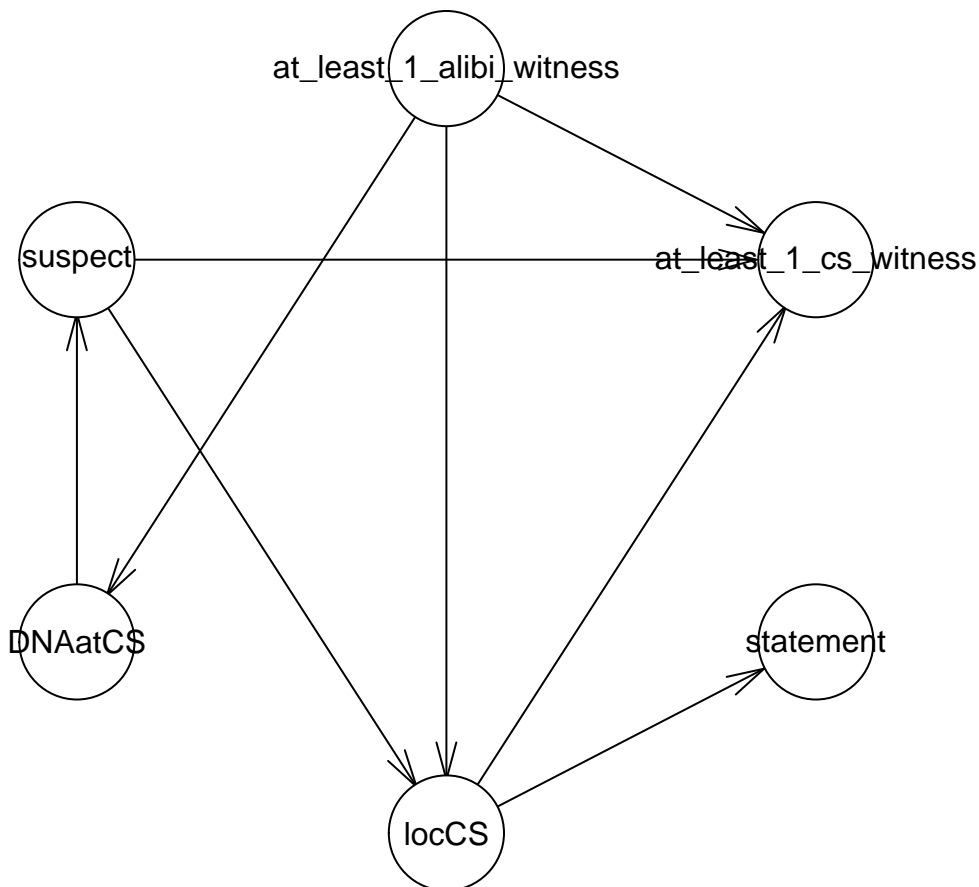 at_least_1_alibi_witness
suspect
at_least_1_cs_witness
DNAatCS
statement
locCS